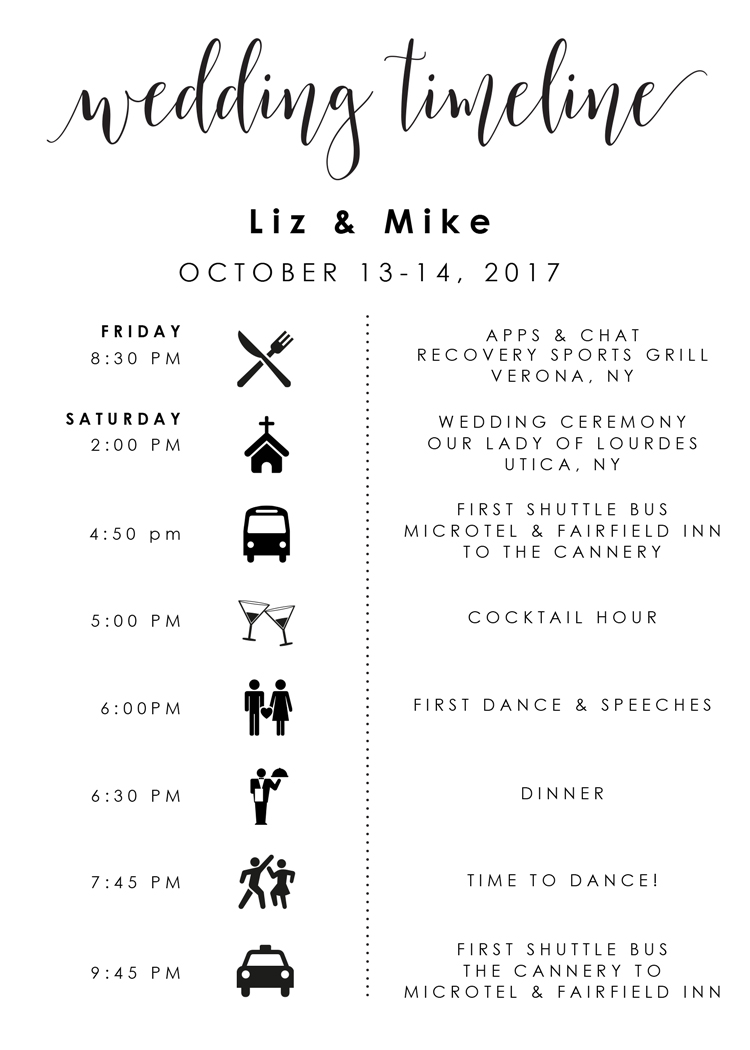 wedding timeline
Liz & Mike
OCTOBER 13-14, 2017
FRIDAY
8:30 PM
APPS & CHAT
RECOVERY SPORTS GRILL
VERONA, NY
SATURDAY
2:00 PM
WEDDING CEREMONY
OUR LADY OF LOURDES
UTICA, NY
4:50 pm
FIRST SHUTTLE BUS
MICROTEL & FAIRFIELD INN
TO THE CANNERY
5:00 PM
COCKTAIL HOUR
6:00PM
FIRST DANCE & SPEECHES
6:30 PM
DINNER
7:45 PM
TIME TO DANCE!
9:45 PM
FIRST SHUTTLE BUS
THE CANNERY TO
MICROTEL & FAIRFIELD INN